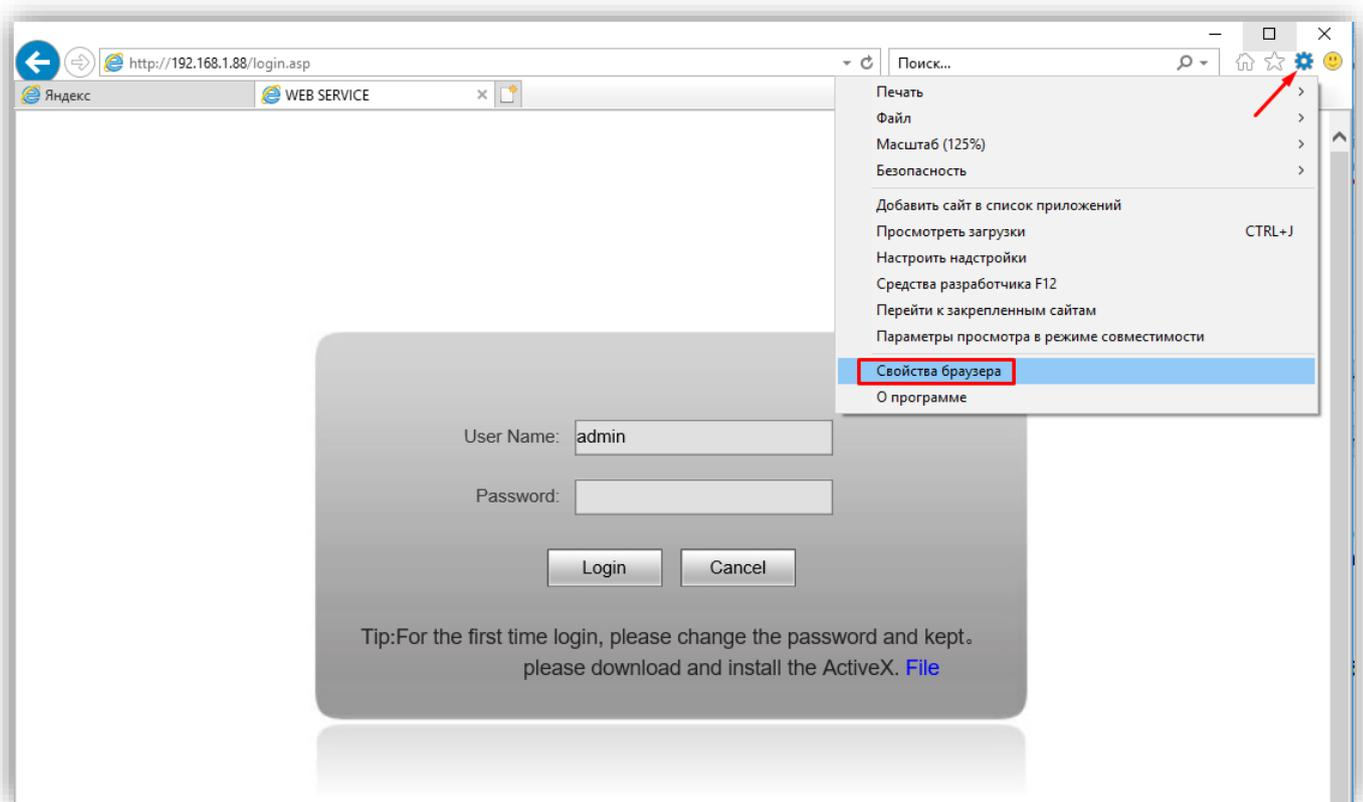 http://192.168.1.88/login.asp
Поиск...
Яндекс
WEB SERVICE
Печать
Файл
Масштаб (125%)
Безопасность
Добавить сайт в список приложений
Просмотреть загрузки CTRL+J
Настроить надстройки
Средства разработчика F12
Перейти к закрепленным сайтам
Параметры просмотра в режиме совместимости
Свойства браузера
О программе
User Name: admin
Password:
Login Cancel
Tip:For the first time login, please change the password and kept。
please download and install the ActiveX. File